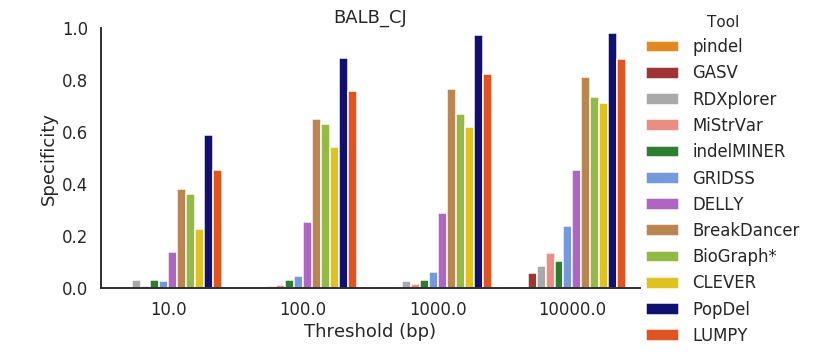 BALB_CJ
Specificity
1.0
0.8
0.6
0.4
0.2
0.0
10.0 100.0 1000.0 10000.0
Threshold (bp)
Tool
pindel
GASV
RDXplorer
MiStrVar
indelMINER
GRIDSS
DELLY
BreakDancer
BioGraph*
CLEVER
PopDel
LUMPY